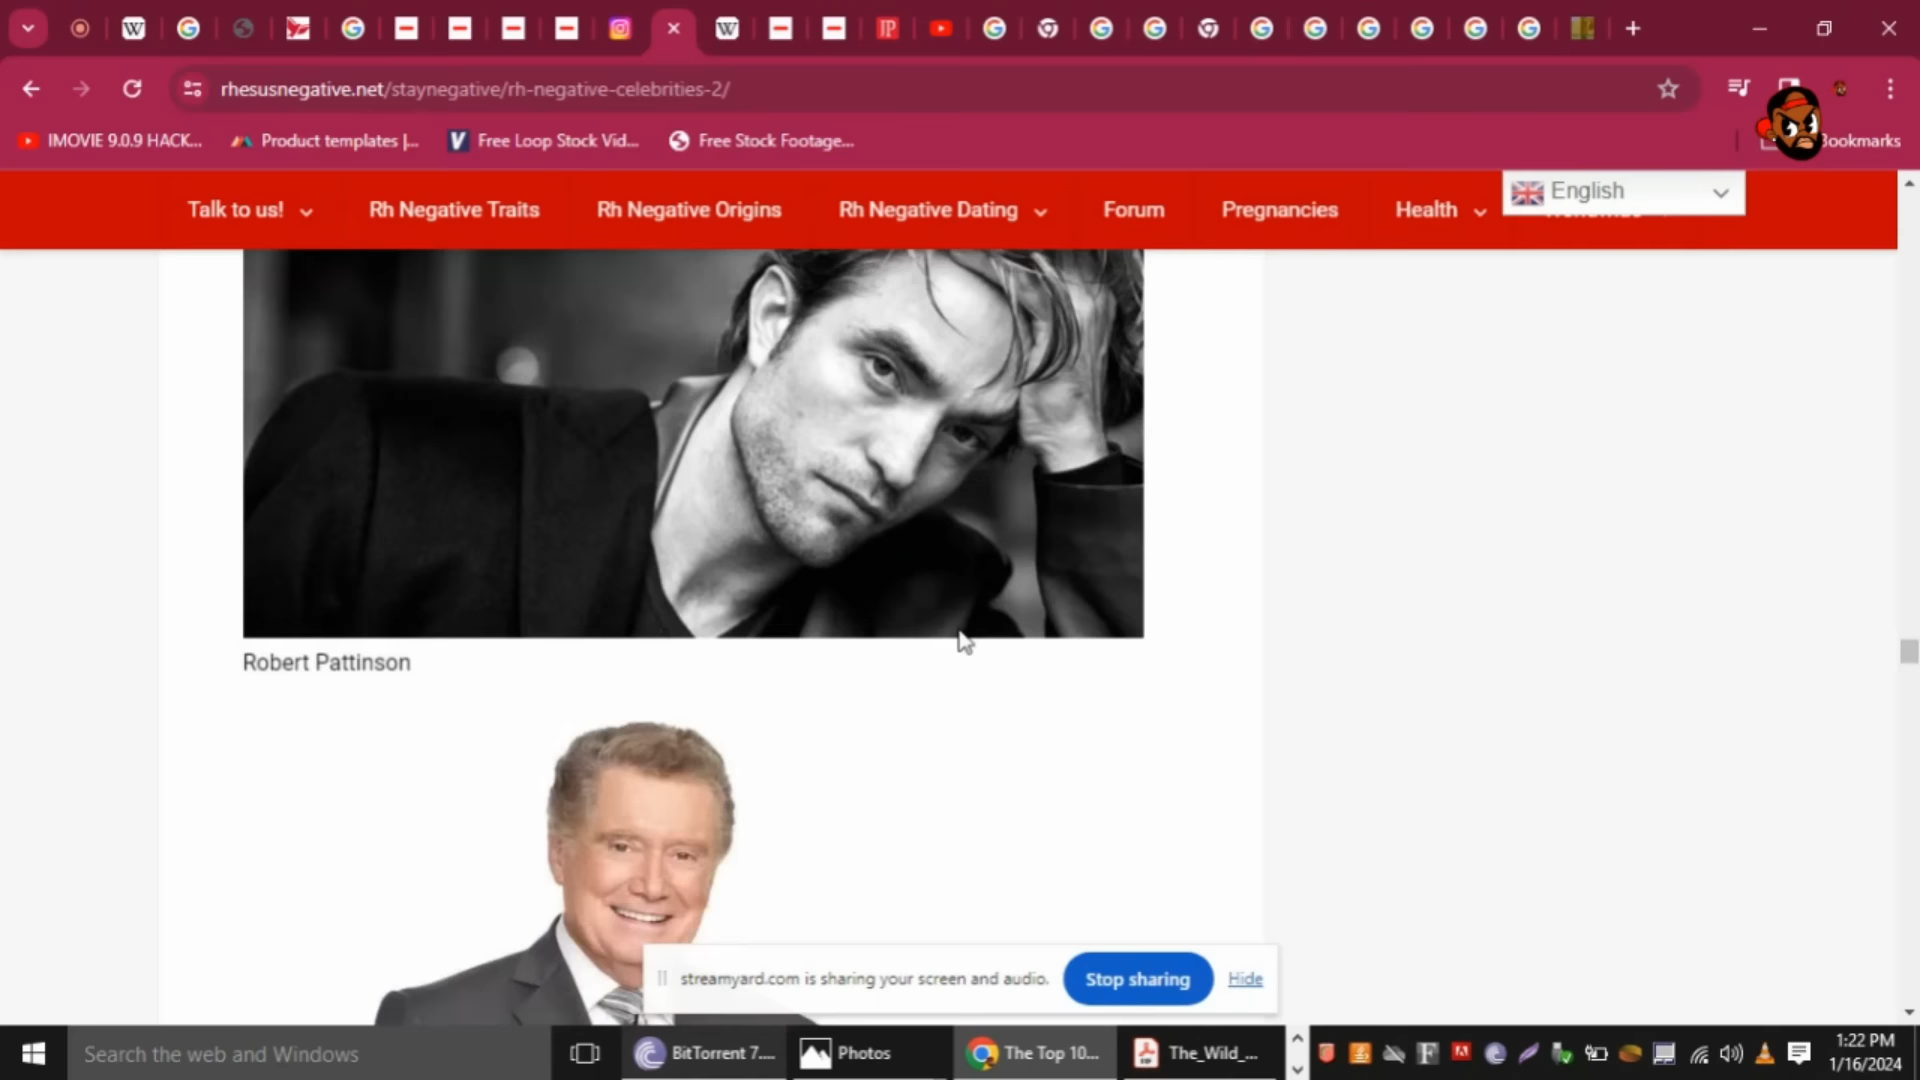 rhesusnegative.net/staynegative/rh-negative-celebrities-2/
IMOVIE 9.0.9 HACK... Product templates |... Free Loop Stock Vid... Free Stock Footage... Bookmarks
Talk to us! Rh Negative Traits Rh Negative Origins Rh Negative Dating Forum Pregnancies Health
English
Robert Pattinson
streamyard.com is sharing your screen and audio. Stop sharing Hide
Search the web and Windows BitTorrent 7.... Photos The Top 10... The_Wild_...
1:22 PM
1/16/2024